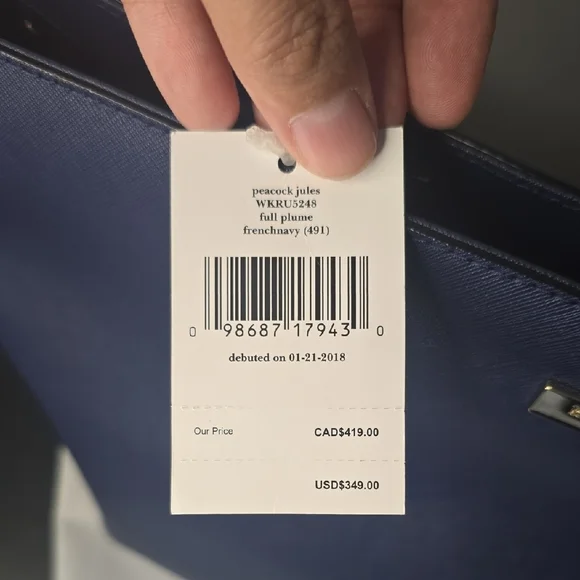 peacock jules
WKRU5248
full plume
frenchnavy (491)
0 98687 17943 0
debuted on 01-21-2018
Our Price CAD$419.00
USD$349.00